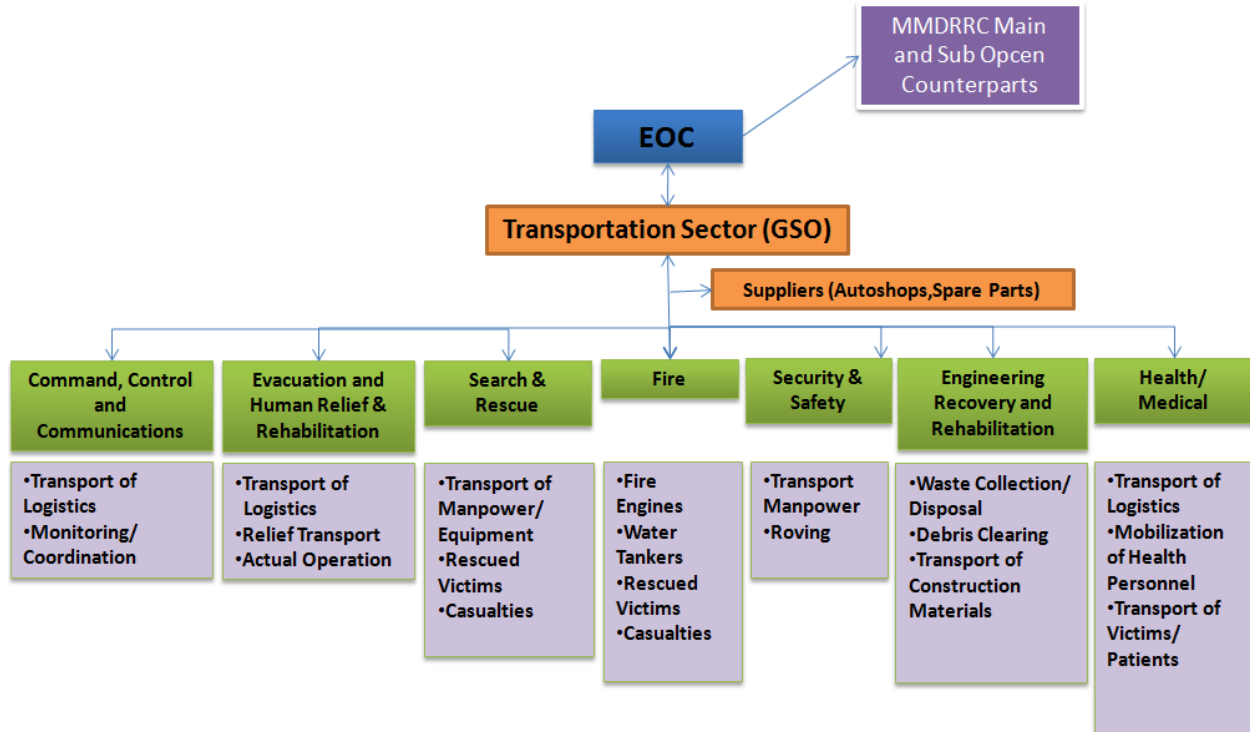 MMDRRC Main
and Sub Opcen
Counterparts
EOC
Transportation Sector (GSO)
Suppliers (Autoshops,Spare Parts)
Command, Control
and
Communications
•Transport of
Logistics
•Monitoring/
Coordination
Evacuation and
Human Relief &
Rehabilitation
•Transport of
Logistics
•Relief Transport
•Actual Operation
Search &
Rescue
•Transport of
Manpower/
Equipment
•Rescued
Victims
•Casualties
Fire
•Fire
Engines
•Water
Tankers
•Rescued
Victims
•Casualties
Security &
Safety
•Transport
Manpower
•Roving
Engineering
Recovery and
Rehabilitation
•Waste Collection/
Disposal
•Debris Clearing
•Transport of
Construction
Materials
Health/
Medical
•Transport of
Logistics
•Mobilization
of Health
Personnel
•Transport of
Victims/
Patients